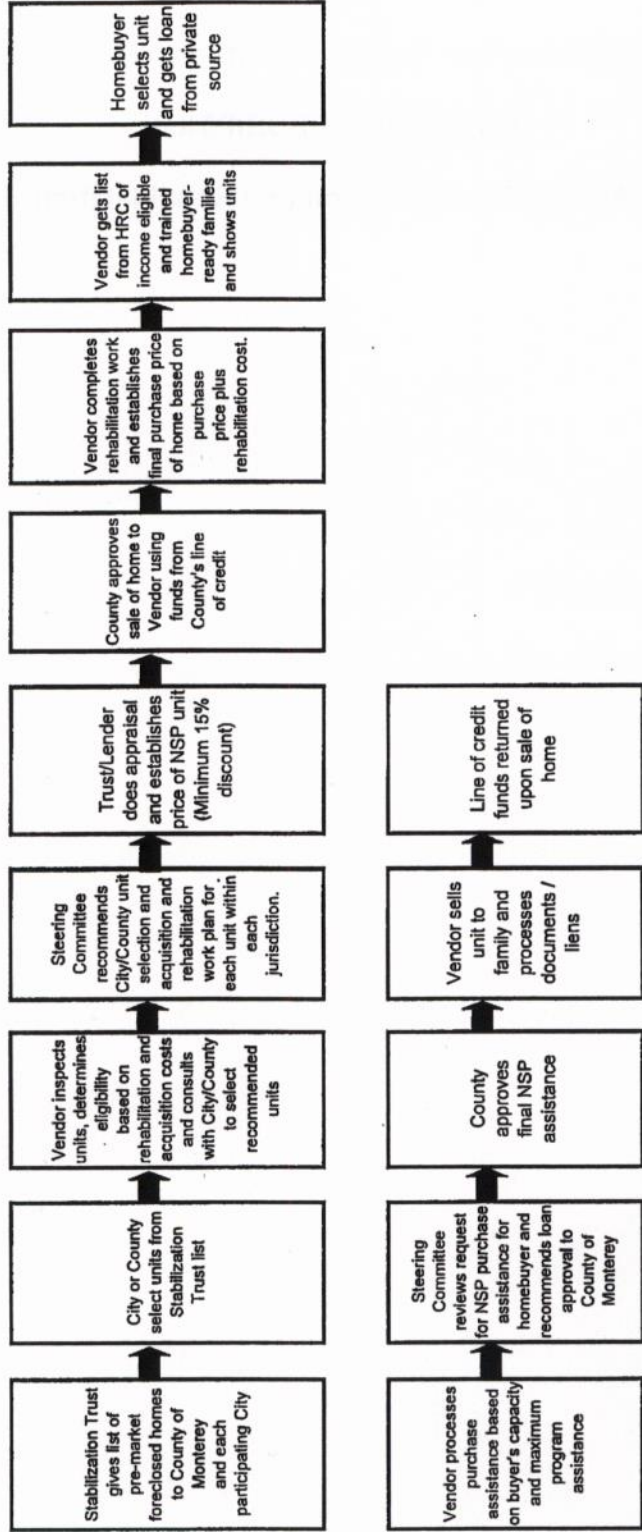 Stabilization Trust
gives list of
pre-market
foreclosed homes
to County of
Monterey
and each
participating City
City or County
select units from
Stabilization
Trust list
Vendor inspects
units, determines
eligibility
based on
rehabilitation and
acquisition costs
and consults
with City/County
to select
recommended
units
Steering
Committee
recommends
City/County unit
selection and
acquisition and
rehabilitation
work plan for
each unit within
each
jurisdiction.
Trust/Lender
does appraisal
and establishes
price of NSP unit
(Minimum 15%
discount)
County approves
sale of home to
Vendor using
funds from
County's line
of credit
Vendor completes
rehabilitation work
and establishes
final purchase price
of home based on
purchase
price plus
rehabilitation cost.
Vendor gets list
from HRC of
income eligible
and trained
homebuyer-
ready families
and shows units
Homebuyer
selects unit
and gets loan
from private
source
Vendor processes
purchase
assistance based
on buyer's capacity
and maximum
program
assistance
Steering
Committee
reviews request
for NSP purchase
assistance for
homebuyer and
recommends loan
approval to
County of
Monterey
County
approves
final NSP
assistance
Vendor sells
unit to
family and
processes
documents /
liens
Line of credit
funds returned
upon sale of
home